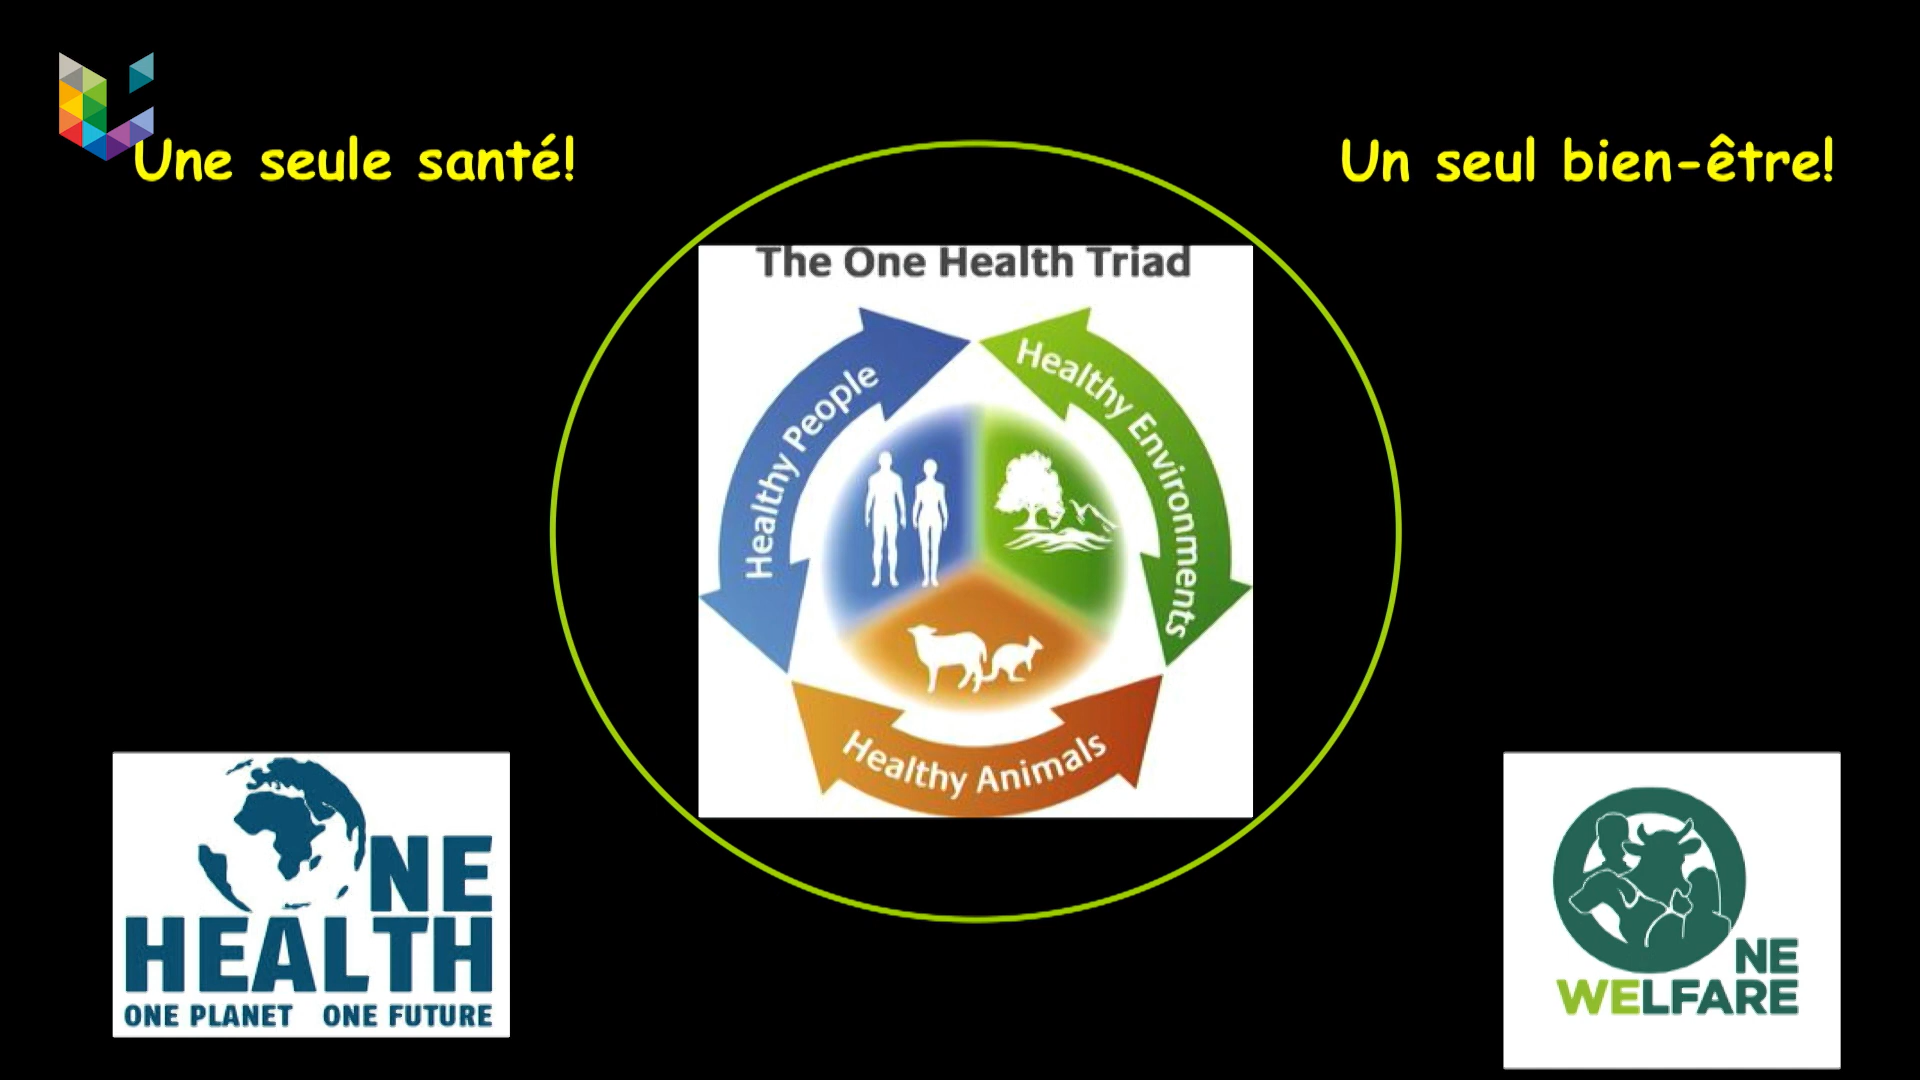 Une seule santé!
Un seul bien-être!
The One Health Triad
Healthy People
Healthy Environments
Healthy Animals
ONE
HEALTH
ONE PLANET ONE FUTURE
ONE
WELFARE